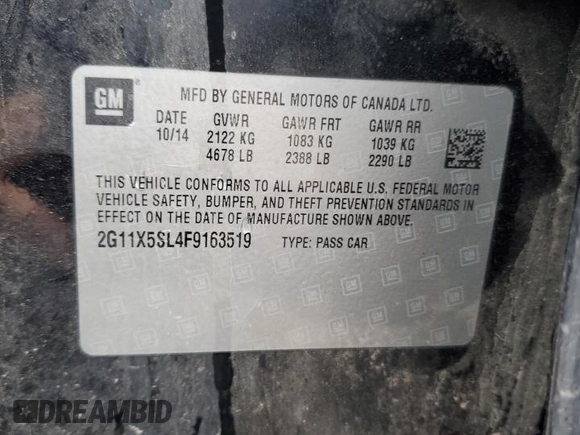 GM
MFD BY GENERAL MOTORS OF CANADA LTD.
DATE GVWR GAWR FRT GAWR RR
10/14 2122 KG 1083 KG 1039 KG
4678 LB 2388 LB 2290 LB
THIS VEHICLE CONFORMS TO ALL APPLICABLE U.S. FEDERAL MOTOR
VEHICLE SAFETY, BUMPER, AND THEFT PREVENTION STANDARDS IN
EFFECT ON THE DATE OF MANUFACTURE SHOWN ABOVE.
2G11X5SL4F9163519 TYPE: PASS CAR
DREAMBID